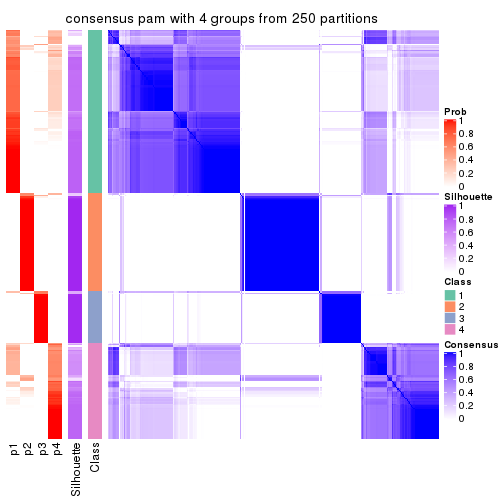 consensus pam with 4 groups from 250 partitions
Prob
1
0.8
0.6
0.4
0.2
0
Silhouette
1
0.8
0.6
0.4
0.2
0
Class
1
2
3
4
Consensus
1
0.8
0.6
0.4
0.2
0
p1
p2
p3
p4
Silhouette
Class